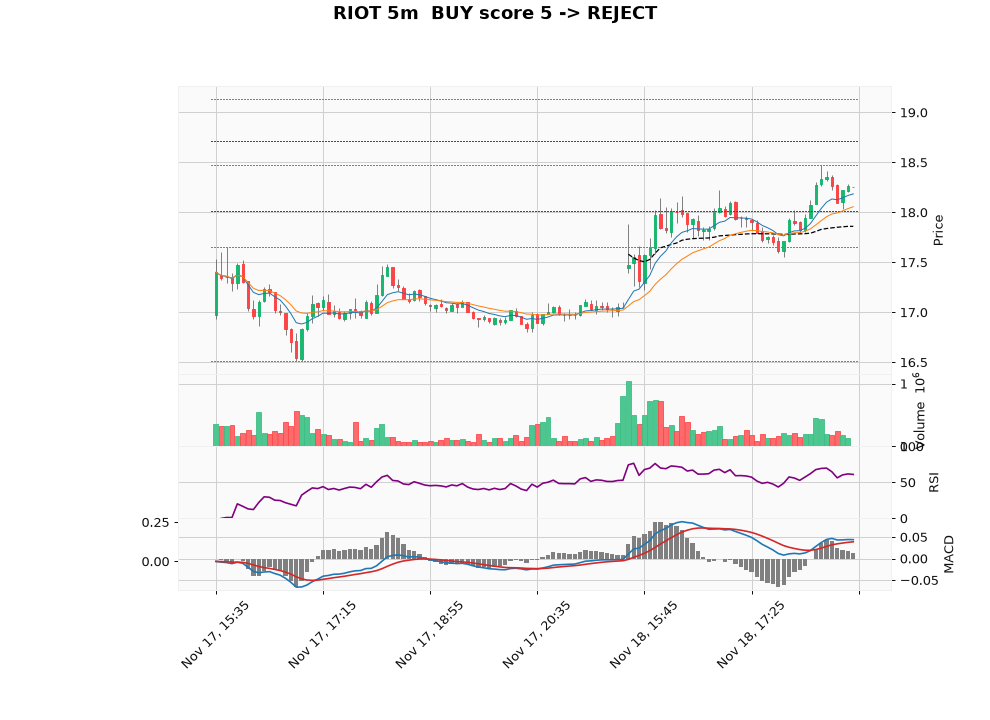 RIOT 5m  BUY score 5 -> REJECT
19.0
18.5
18.0
17.5
17.0
16.5
Price
1
Volume 10⁶
0
100
50
0
RSI
0.25
0.00
0.05
0.00
−0.05
MACD
Nov 17, 15:35
Nov 17, 17:15
Nov 17, 18:55
Nov 17, 20:35
Nov 18, 15:45
Nov 18, 17:25